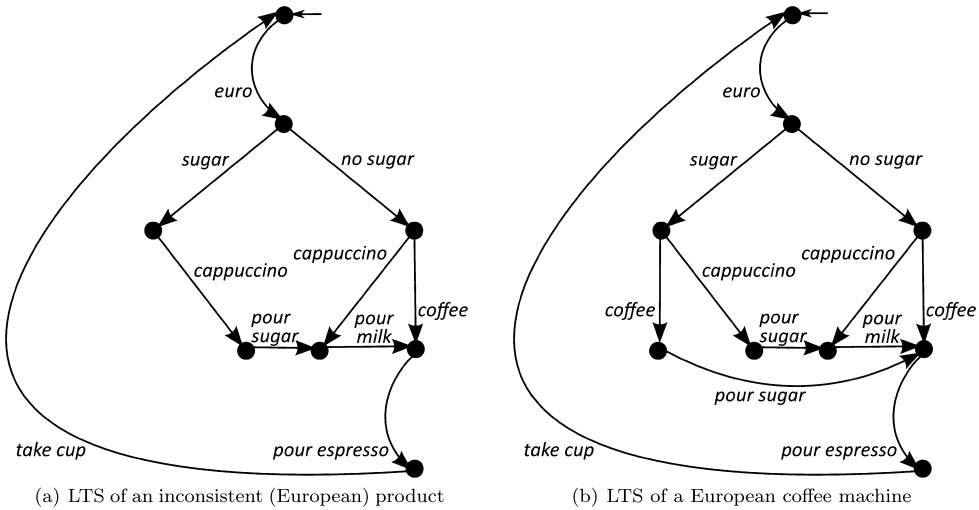 euro
sugar
no sugar
cappuccino
cappuccino
coffee
pour
sugar
pour
milk
take cup
pour espresso
(a) LTS of an inconsistent (European) product
euro
sugar
no sugar
cappuccino
cappuccino
coffee
coffee
pour
sugar
pour
milk
pour sugar
take cup
pour espresso
(b) LTS of a European coffee machine